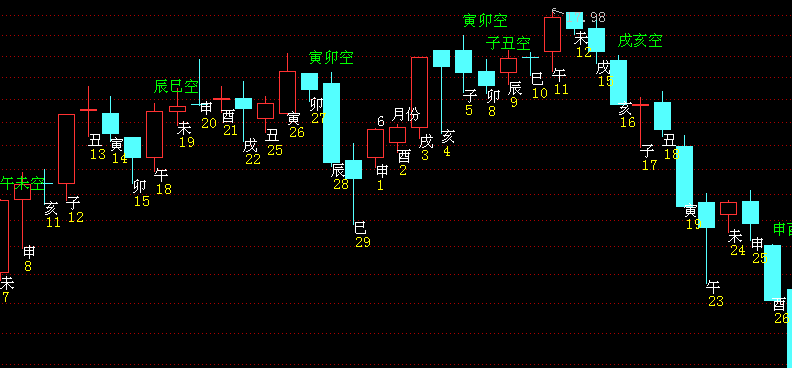 午未空
未
7
申
8
亥
11
子
12
丑
13
寅
14
卯
15
午
18
辰巳空
未
19
申
20
酉
21
戌
22
丑
25
寅
26
寅卯空
卯
27
辰
28
巳
29
6 月份
申
1
酉
2
戌
3
亥
4
寅卯空
子
5
卯
8
子丑空
辰
9
巳
10
午
11
98
未
12
戌
15
戌亥空
亥
16
子
17
丑
18
寅
19
午
23
未
24
申
25
酉
26